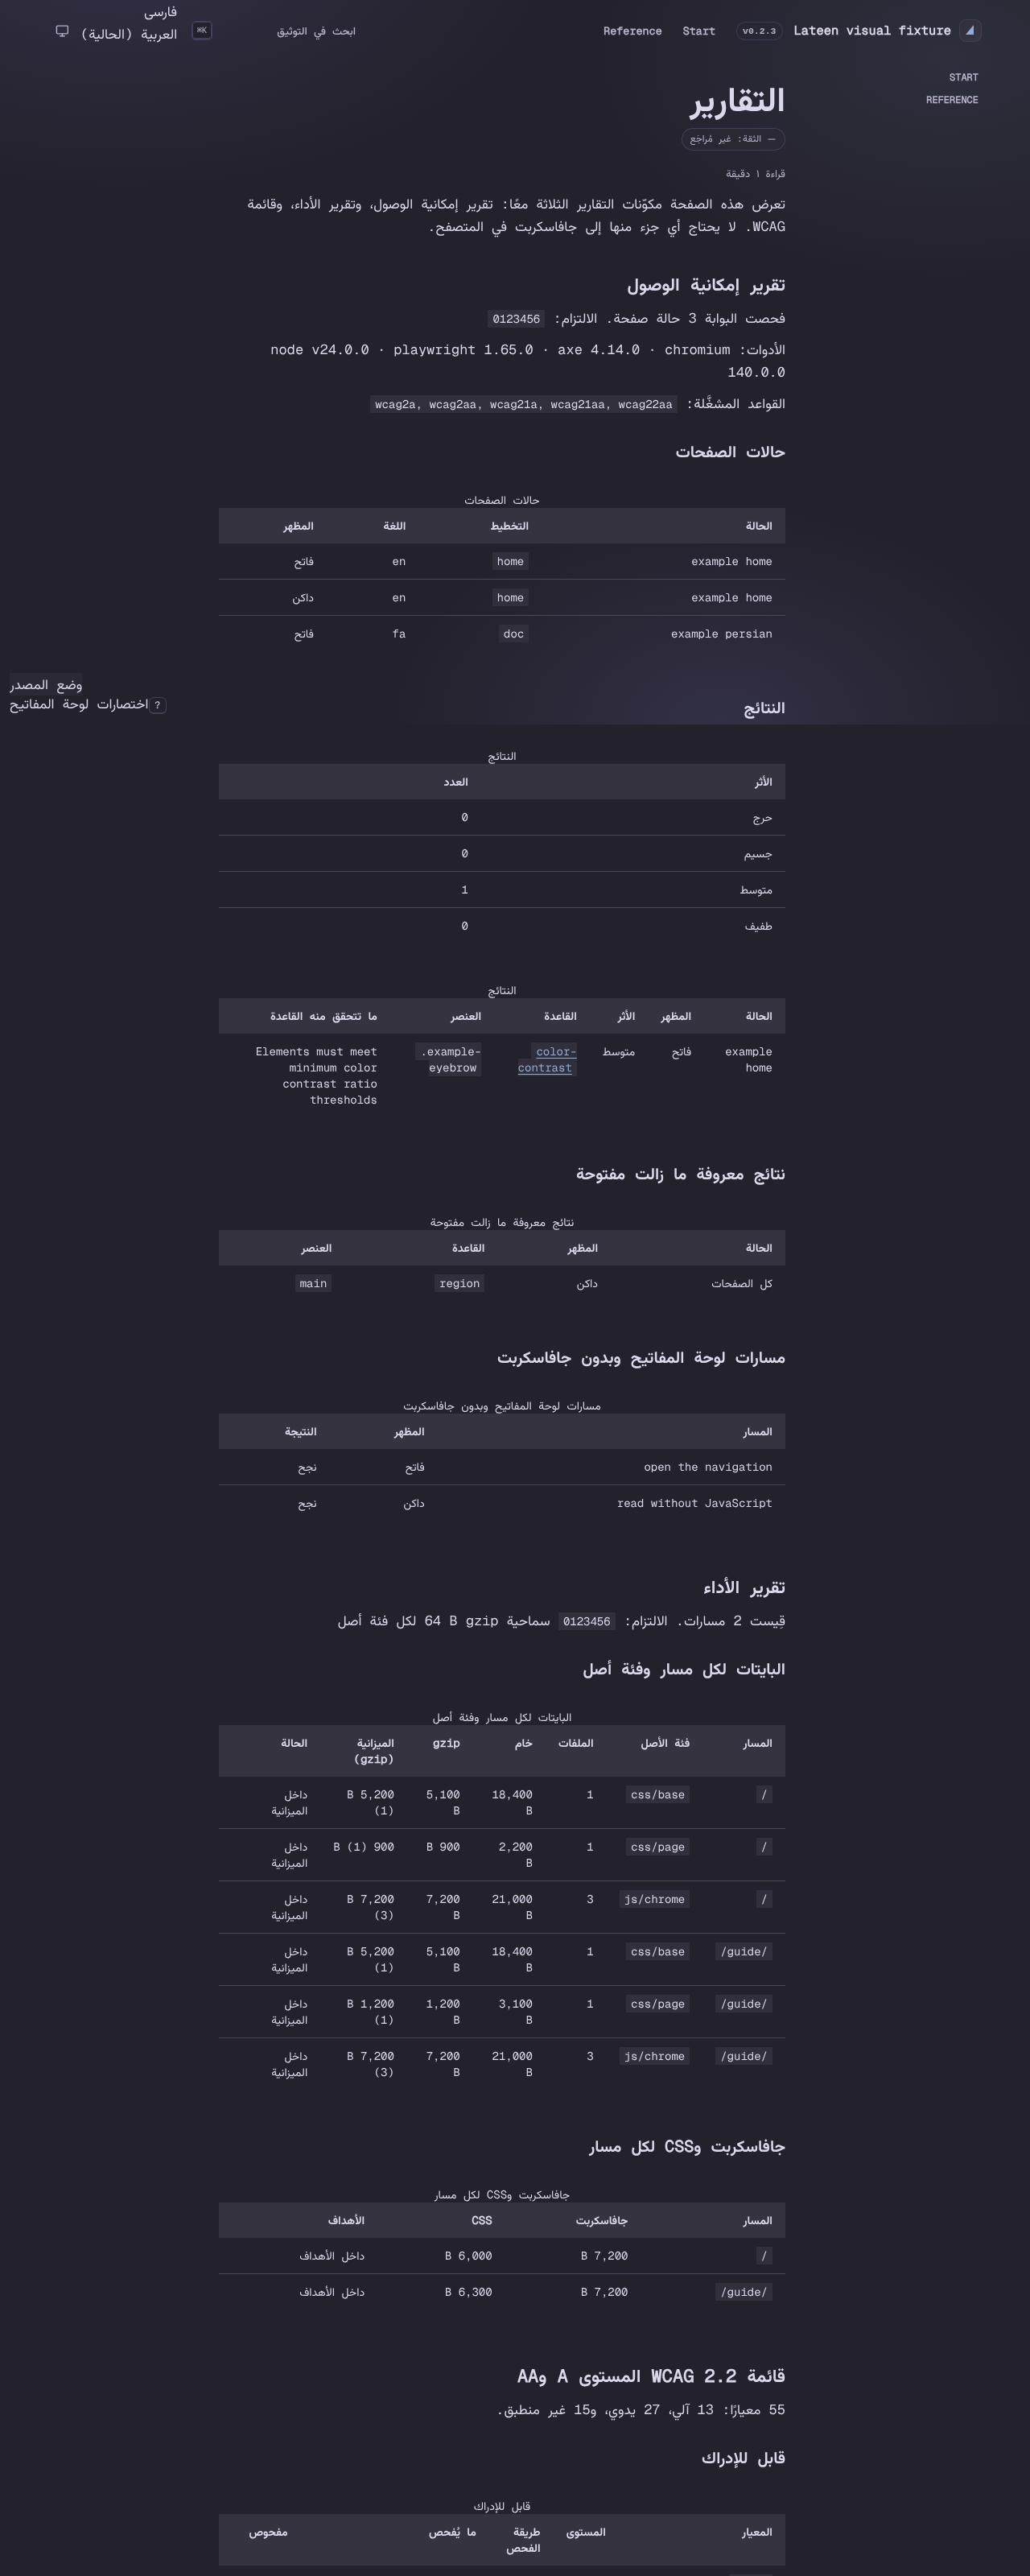 Lateen visual fixture
v0.2.3
Start
Reference
ابحث في التوثيق
⌘K
فارسی
العربية (الحالية)
START
REFERENCE
التقارير
— الثقة: غير مُراجَع
قراءة ١ دقيقة
تعرض هذه الصفحة مكوّنات التقارير الثلاثة معًا: تقرير إمكانية الوصول، وتقرير الأداء، وقائمة
WCAG. لا يحتاج أي جزء منها إلى جافاسكربت في المتصفح.
تقرير إمكانية الوصول
فحصت البوابة 3 حالة صفحة. الالتزام: 0123456
الأدوات: node v24.0.0 · playwright 1.65.0 · axe 4.14.0 · chromium
140.0.0
القواعد المشغَّلة: wcag2a, wcag2aa, wcag21a, wcag21aa, wcag22aa
حالات الصفحات
حالات الصفحات
الحالة التخطيط اللغة المظهر
example home home en فاتح
example home home en داكن
example persian doc fa فاتح
وضع المصدر
?اختصارات لوحة المفاتيح
النتائج
النتائج
الأثر العدد
حرج 0
جسيم 0
متوسط 1
طفيف 0
النتائج
الحالة المظهر الأثر القاعدة العنصر ما تتحقق منه القاعدة
example فاتح متوسط color- .example- Elements must meet
home contrast eyebrow minimum color
contrast ratio
thresholds
نتائج معروفة ما زالت مفتوحة
نتائج معروفة ما زالت مفتوحة
الحالة المظهر القاعدة العنصر
كل الصفحات داكن region main
مسارات لوحة المفاتيح وبدون جافاسكربت
مسارات لوحة المفاتيح وبدون جافاسكربت
المسار المظهر النتيجة
open the navigation فاتح نجح
read without JavaScript داكن نجح
تقرير الأداء
قِيست 2 مسارات. الالتزام: 0123456 سماحية 64 B gzip لكل فئة أصل
البايتات لكل مسار وفئة أصل
البايتات لكل مسار وفئة أصل
المسار فئة الأصل الملفات خام gzip الميزانية الحالة
(gzip)
/ css/base 1 18,400 5,100 B 5,200 داخل
B B (1) الميزانية
/ css/page 1 2,200 B 900 B (1) 900 داخل
B الميزانية
/ js/chrome 3 21,000 7,200 B 7,200 داخل
B B (3) الميزانية
/guide/ css/base 1 18,400 5,100 B 5,200 داخل
B B (1) الميزانية
/guide/ css/page 1 3,100 1,200 B 1,200 داخل
B B (1) الميزانية
/guide/ js/chrome 3 21,000 7,200 B 7,200 داخل
B B (3) الميزانية
جافاسكربت وCSS لكل مسار
جافاسكربت وCSS لكل مسار
المسار جافاسكربت CSS الأهداف
/ B 7,200 B 6,000 داخل الأهداف
/guide/ B 7,200 B 6,300 داخل الأهداف
قائمة WCAG 2.2 المستوى A وAA
55 معيارًا: 13 آلي، 27 يدوي، و15 غير منطبق.
قابل للإدراك
قابل للإدراك
المعيار المستوى طريقة ما يُفحص مفحوص
الفحص